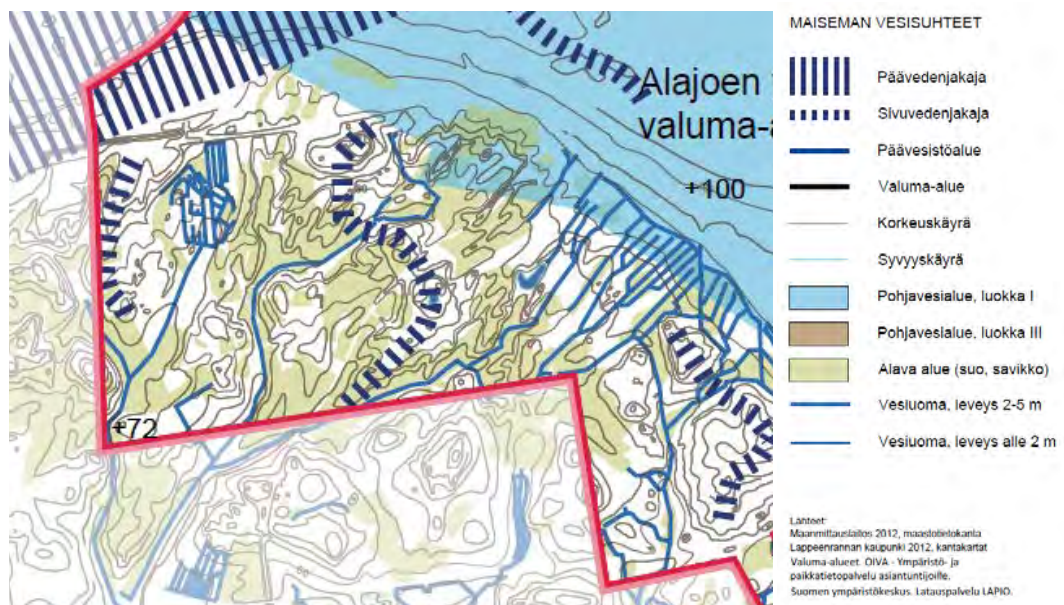 Alajoen
valuma-a
+100
+72
MAISEMAN VESISUHTEET
Päävedenjakaja
Sivuvedenjakaja
Päävesistöalue
Valuma-alue
Korkeuskäyrä
Syvyyskäyrä
Pohjavesialue, luokka I
Pohjavesialue, luokka III
Alava alue (suo, savikko)
Vesiuoma, leveys 2-5 m
Vesiuoma, leveys alle 2 m
Lähteet:
Maanmittauslaitos 2012, maastotietokanta
Lappeenrannan kaupunki 2012, kantakartat
Valuma-alueet. OIVA - Ympäristö- ja
paikkatietopalvelu asiantuntijoille.
Suomen ympäristökeskus. Latauspalvelu LAPIO.